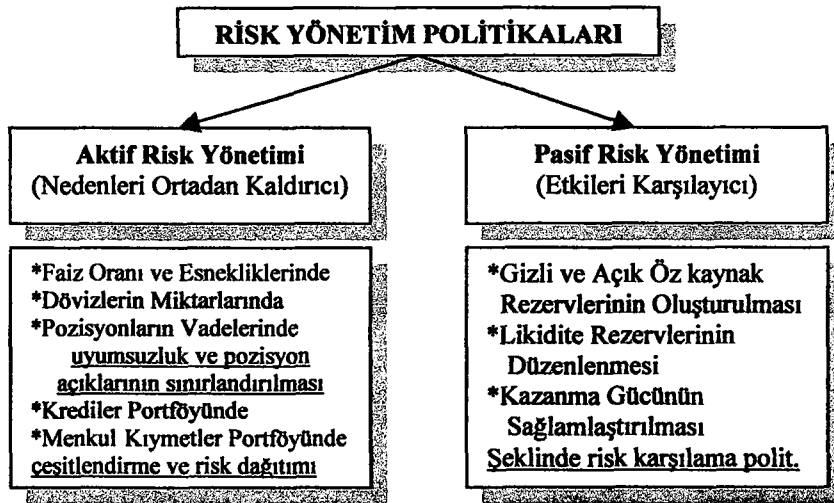 RİSK YÖNETİM POLİTİKALARI
Aktif Risk Yönetimi
(Nedenleri Ortadan Kaldırıcı)
*Faiz Oranı ve Esnekliklerinde
*Dövizlerin Miktarlarında
*Pozisyonların Vadelerinde
uyumsuzluk ve pozisyon
açıklarının sınırlandırılması
*Krediler Portföyünde
*Menkul Kıymetler Portföyünde
çeşitlendirme ve risk dağıtımı
Pasif Risk Yönetimi
(Etkileri Karşılayıcı)
*Gizli ve Açık Öz kaynak
Rezervlerinin Oluşturulması
*Likidite Rezervlerinin
Düzenlenmesi
*Kazanma Gücünün
Sağlamlaştırılması
Şeklinde risk karşılama polit.